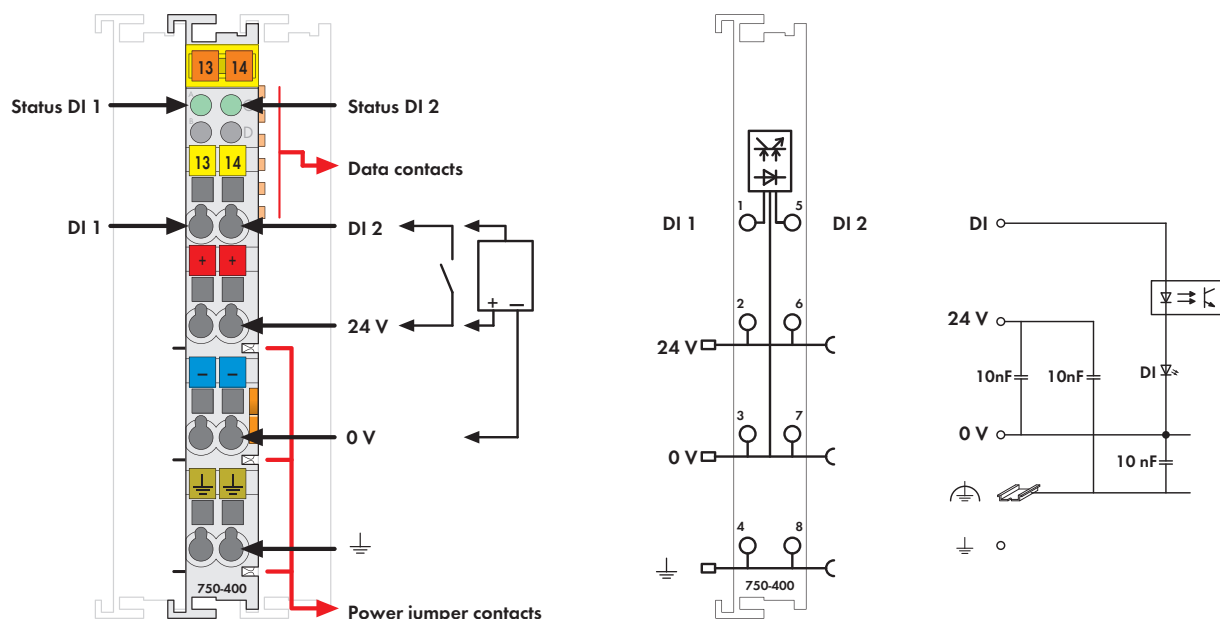 13 14
A C
Status DI 1 Status DI 2
B D
13 14
Data contacts
DI 1 DI 2
+ +
+ –
24 V
– –
0 V
750-400
Power jumper contacts
1 5
DI 1 DI 2
2 6
24 V
3 7
0 V
4 8
750-400
DI
24 V
10nF 10nF DI
0 V
10 nF